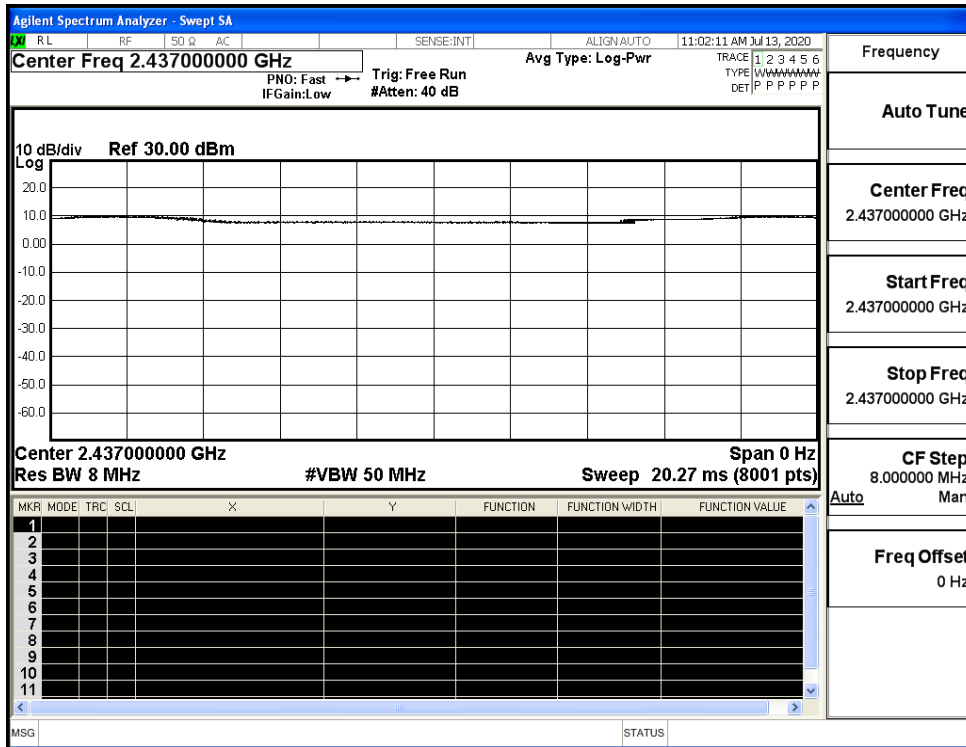 Agilent Spectrum Analyzer - Swept SA
LXI RL RF 50 Ω AC SENSE:INT ALIGN AUTO 11:02:11 AM Jul 13, 2020
Center Freq 2.437000000 GHz Avg Type: Log-Pwr TRACE 1 2 3 4 5 6
PNO: Fast Trig: Free Run TYPE
IFGain:Low #Atten: 40 dB DET P P P P P P
10 dB/div Ref 30.00 dBm
Log
20.0
10.0
0.00
-10.0
-20.0
-30.0
-40.0
-50.0
-60.0
Center 2.437000000 GHz Span 0 Hz
Res BW 8 MHz #VBW 50 MHz Sweep 20.27 ms (8001 pts)
MKR MODE TRC SCL X Y FUNCTION FUNCTION WIDTH FUNCTION VALUE
1
2
3
4
5
6
7
8
9
10
11
MSG STATUS
Frequency
Auto Tune
Center Freq
2.437000000 GHz
Start Freq
2.437000000 GHz
Stop Freq
2.437000000 GHz
CF Step
8.000000 MHz
Auto Man
Freq Offset
0 Hz